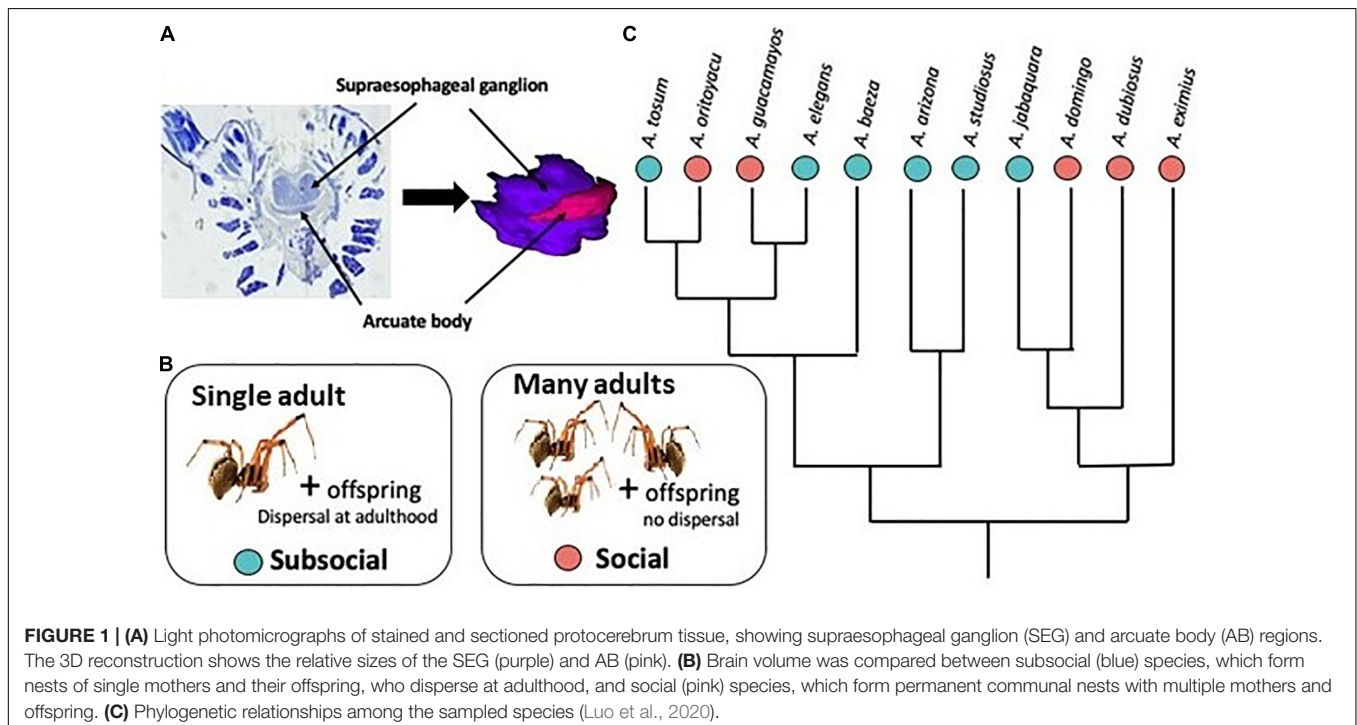 A
Supraesophageal ganglion
Arcuate body
B
Single adult
+ offspring
Dispersal at adulthood
Subsocial
Many adults
+ offspring
no dispersal
Social
C
A. tosum
A. oritoyacu
A. guacamayos
A. elegans
A. baeza
A. arizona
A. studiosus
A. jabaquara
A. domingo
A. dubiosus
A. eximius
FIGURE 1 | (A) Light photomicrographs of stained and sectioned protocerebrum tissue, showing supraesophageal ganglion (SEG) and arcuate body (AB) regions.
The 3D reconstruction shows the relative sizes of the SEG (purple) and AB (pink). (B) Brain volume was compared between subsocial (blue) species, which form
nests of single mothers and their offspring, who disperse at adulthood, and social (pink) species, which form permanent communal nests with multiple mothers and
offspring. (C) Phylogenetic relationships among the sampled species (Luo et al., 2020).